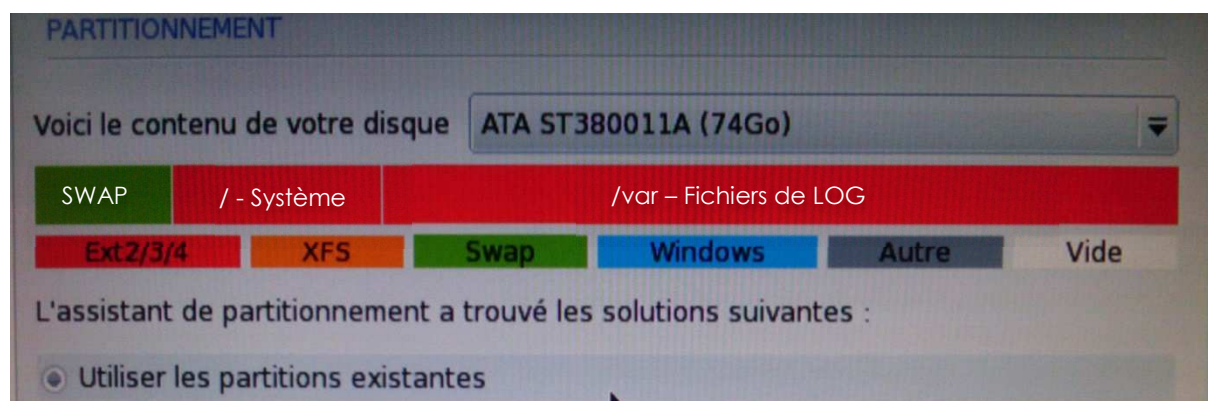 PARTITIONNEMENT
Voici le contenu de votre disque ATA ST380011A (74Go)
SWAP / - Système /var – Fichiers de LOG
Ext2/3/4 XFS Swap Windows Autre Vide
L'assistant de partitionnement a trouvé les solutions suivantes :
Utiliser les partitions existantes